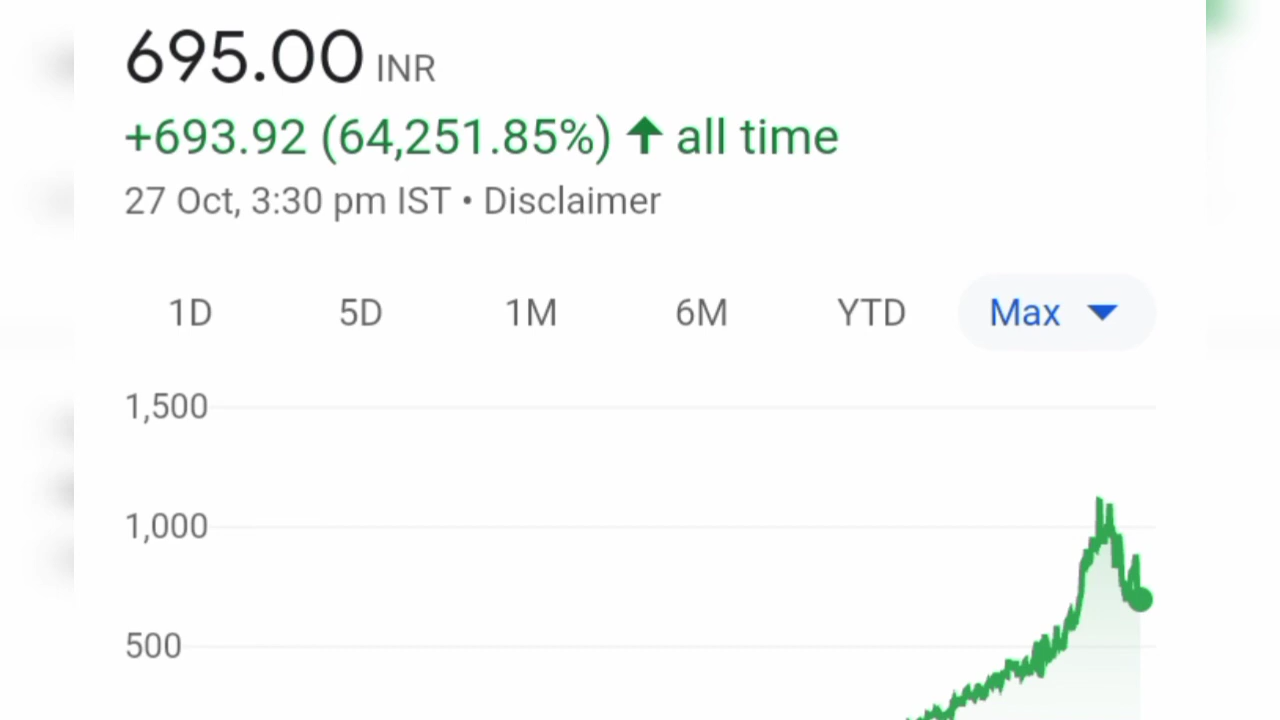 695.00 INR
+693.92 (64,251.85%) ↑ all time
27 Oct, 3:30 pm IST • Disclaimer
1D 5D 1M 6M YTD Max
1,500
1,000
500